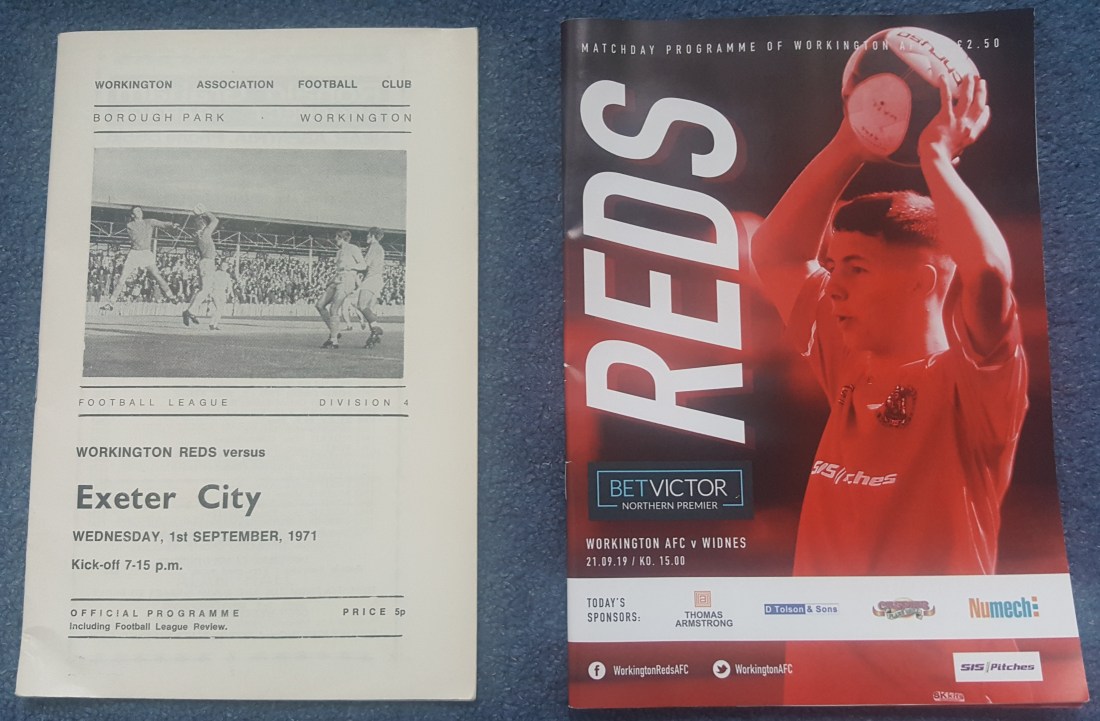 WORKINGTON ASSOCIATION FOOTBALL CLUB
BOROUGH PARK · WORKINGTON
FOOTBALL LEAGUE DIVISION 4
WORKINGTON REDS versus
Exeter City
WEDNESDAY, 1st SEPTEMBER, 1971
Kick-off 7-15 p.m.
OFFICIAL PROGRAMME PRICE 5p
Including Football League Review.
MATCHDAY PROGRAMME OF WORKINGTON £2.50
REDS
SIS//Pitches
BETVICTOR
NORTHERN PREMIER
WORKINGTON AFC v WIDNES
21.09.19 / KO. 15.00
TODAY'S
SPONSORS:
THOMAS
ARMSTRONG
D Tolson & Sons
Numech
WorkingtonRedsAFC
WorkingtonAFC
SIS//Pitches